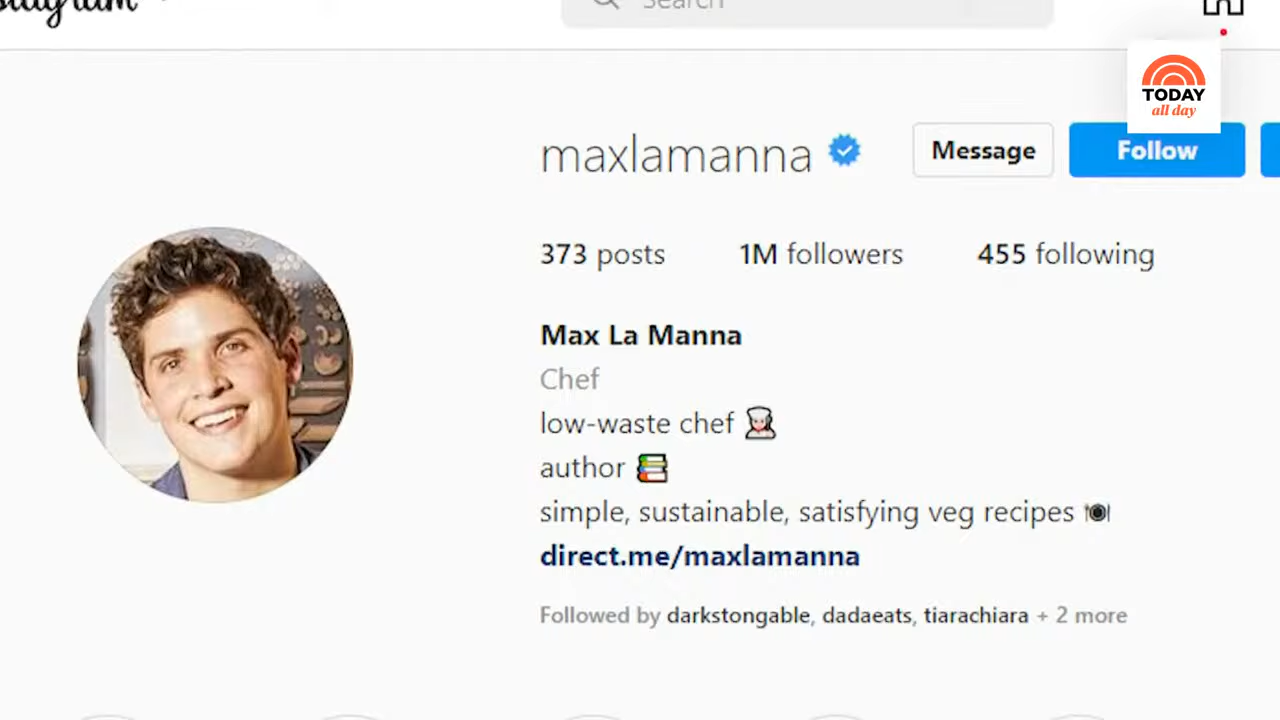 Search
TODAY
all day
maxlamanna
Message
Follow
373 posts
1M followers
455 following
Max La Manna
Chef
low-waste chef
author
simple, sustainable, satisfying veg recipes
direct.me/maxlamanna
Followed by darkstongable, dadaeats, tiarachiara + 2 more